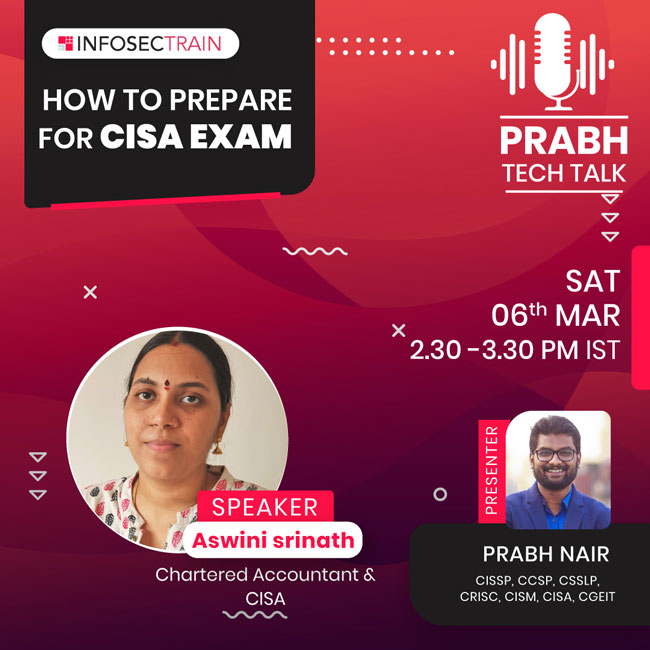 INFOSECTRAIN
HOW TO PREPARE
FOR CISA EXAM
PRABH
TECH TALK
SAT
06th MAR
2.30 -3.30 PM IST
SPEAKER
Aswini srinath
Chartered Accountant &
CISA
PRESENTER
PRABH NAIR
CISSP, CCSP, CSSLP,
CRISC, CISM, CISA, CGEIT